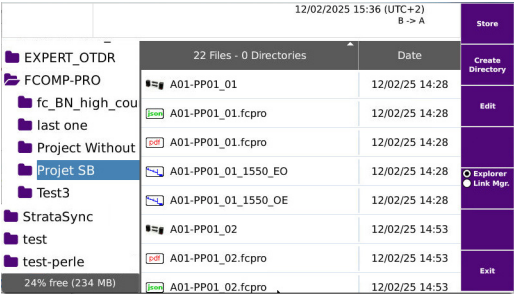 12/02/2025 15:36 (UTC+2)
B -> A
EXPERT_OTDR
FCOMP-PRO
fc_BN_high_cou
last one
Project Without
Projet SB
Test3
StrataSync
test
test-perle
24% free (234 MB)
22 Files - 0 Directories Date
A01-PP01_01 12/02/25 14:28
json A01-PP01_01.fcpro 12/02/25 14:28
pdf A01-PP01_01.fcpro 12/02/25 14:28
A01-PP01_01_1550_EO 12/02/25 14:28
A01-PP01_01_1550_OE 12/02/25 14:28
A01-PP01_02 12/02/25 14:53
pdf A01-PP01_02.fcpro 12/02/25 14:53
json A01-PP01_02.fcpro 12/02/25 14:53
Store
Create
Directory
Edit
Explorer
Link Mgr.
Exit